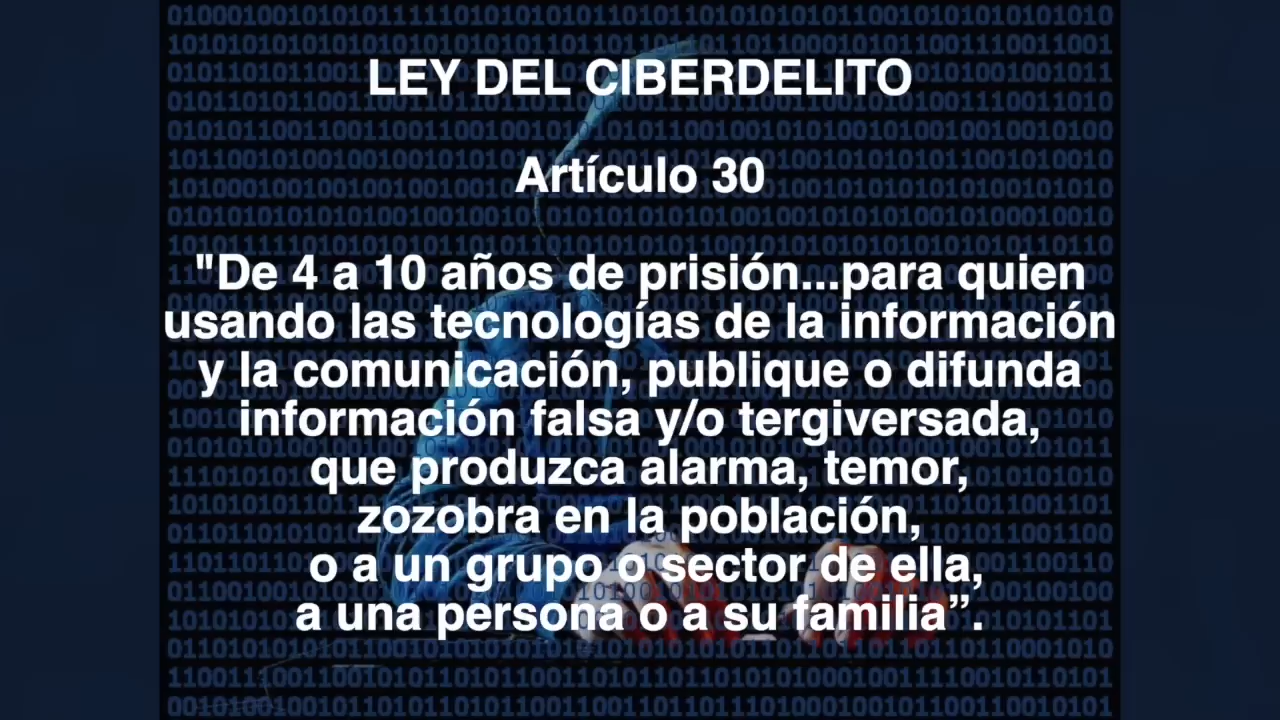 LEY DEL CIBERDELITO
Artículo 30
"De 4 a 10 años de prisión...para quien
usando las tecnologías de la información
y la comunicación, publique o difunda
información falsa y/o tergiversada,
que produzca alarma, temor,
zozobra en la población,
o a un grupo o sector de ella,
a una persona o a su familia”.